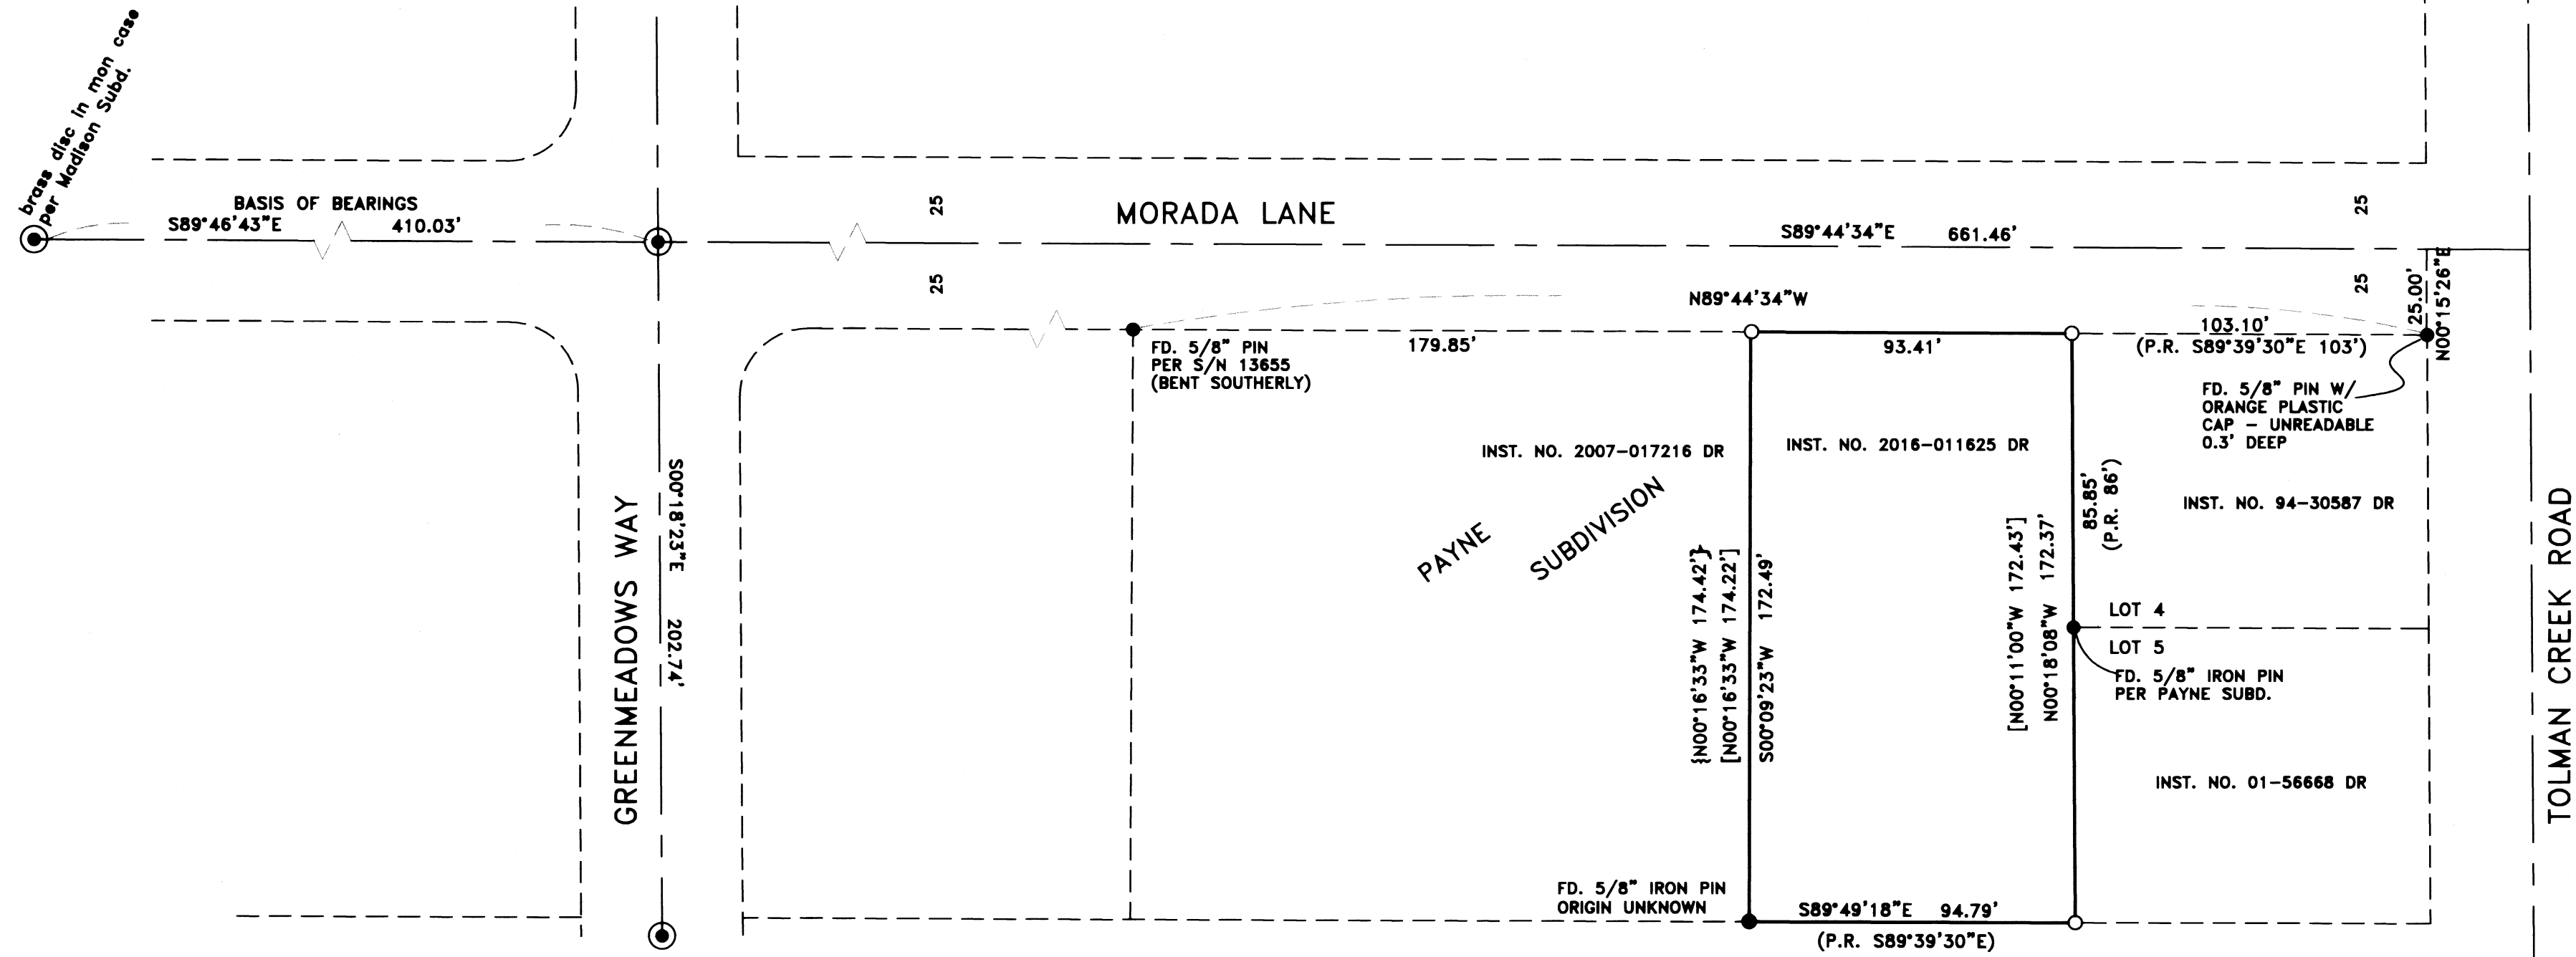 brass disc in mon case
per Madison Subd.
BASIS OF BEARINGS
S89°46'43"E 410.03'
25
MORADA LANE
25
S89°44'34"E 661.46'
25
25
25.00'
N00°15'26"E
N89°44'34"W
FD. 5/8" PIN
PER S/N 13655
(BENT SOUTHERLY)
179.85'
93.41'
103.10'
(P.R. S89°39'30"E 103')
FD. 5/8" PIN W/
ORANGE PLASTIC
CAP - UNREADABLE
0.3' DEEP
INST. NO. 2007-017216 DR
INST. NO. 2016-011625 DR
INST. NO. 94-30587 DR
GREENMEADOWS WAY
S00°18'23"E 202.74'
PAYNE SUBDIVISION
{N00°16'33"W 174.42'}
[N00°16'33"W 174.22']
S00°09'23"W 172.49'
[N00°11'00"W 172.43']
N00°18'08"W 172.37'
85.85'
(P.R. 86')
LOT 4
LOT 5
FD. 5/8" IRON PIN
PER PAYNE SUBD.
INST. NO. 01-56668 DR
TOLMAN CREEK ROAD
FD. 5/8" IRON PIN
ORIGIN UNKNOWN
S89°49'18"E 94.79'
(P.R. S89°39'30"E)